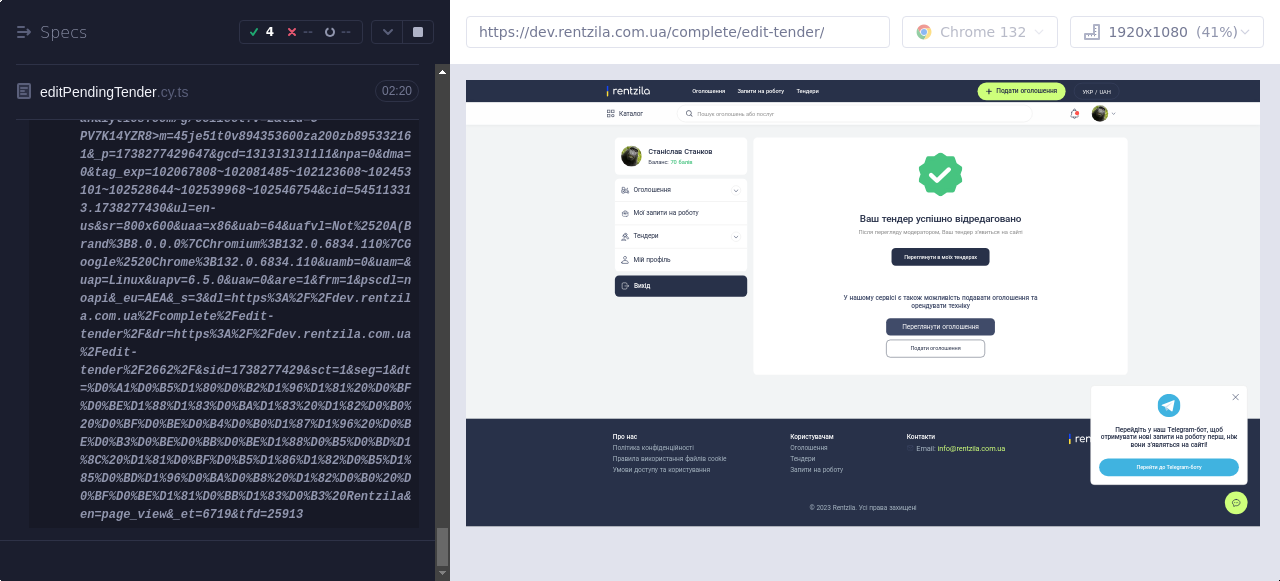 Specs
4
--
--
editPendingTender.cy.ts
02:20
PV7K14YZR8>m=45je51t0v894353600za200zb89533216
1&_p=1738277429647&gcd=13l3l3l3l1l1&npa=0&dma=
0&tag_exp=102067808~102081485~102123608~102453
101~102528644~102539968~102546754&cid=54511331
3.1738277430&ul=en-
us&sr=800x600&uaa=x86&uab=64&uafvl=Not%2520A(B
rand%3B8.0.0.0%7CChromium%3B132.0.6834.110%7CG
oogle%2520Chrome%3B132.0.6834.110&uamb=0&uam=&
uap=Linux&uapv=6.5.0&uaw=0&are=1&frm=1&pscdl=n
oapi&_eu=AEA&_s=3&dl=https%3A%2F%2Fdev.rentzil
a.com.ua%2Fcomplete%2Fedit-
tender%2F&dr=https%3A%2F%2Fdev.rentzila.com.ua
%2Fedit-
tender%2F2662%2F&sid=1738277429&sct=1&seg=1&dt
=%D0%A1%D0%B5%D1%80%D0%B2%D1%96%D1%81%20%D0%BF
%D0%BE%D1%88%D1%83%D0%BA%D1%83%20%D1%82%D0%B0%
20%D0%BF%D0%BE%D0%B4%D0%B0%D1%87%D1%96%20%D0%B
E%D0%B3%D0%BE%D0%BB%D0%BE%D1%88%D0%B5%D0%BD%D1
%8C%20%D1%81%D0%BF%D0%B5%D1%86%D1%82%D0%B5%D1%
85%D0%BD%D1%96%D0%BA%D0%B8%20%D1%82%D0%B0%20%D
0%BF%D0%BE%D1%81%D0%BB%D1%83%D0%B3%20Rentzila&
en=page_view&_et=6719&tfd=25913
https://dev.rentzila.com.ua/complete/edit-tender/
Chrome 132
1920x1080 (41%)
rentzila
Оголошення
Запити на роботу
Тендери
+ Подати оголошення
УКР / UAH
Каталог
Пошук оголошень або послуг
Станіслав Станков
Баланс: 70 балів
Оголошення
Мої запити на роботу
Тендери
Мій профіль
Вихід
Ваш тендер успішно відредаговано
Після перегляду модератором, Ваш тендер з'явиться на сайті
Переглянути в моїх тендерах
У нашому сервісі є також можливість подавати оголошення та
орендувати техніку
Переглянути оголошення
Подати оголошення
Про нас
Політика конфіденційності
Правила використання файлів cookie
Умови доступу та користування
Користувачам
Оголошення
Тендери
Запити на роботу
Контакти
Email: info@rentzila.com.ua
ren
© 2023 Rentzila. Усі права захищені
Перейдіть у наш Telegram-бот, щоб
отримувати нові запити на роботу перш, ніж
вони з'являться на сайті!
Перейти до Telegram-боту